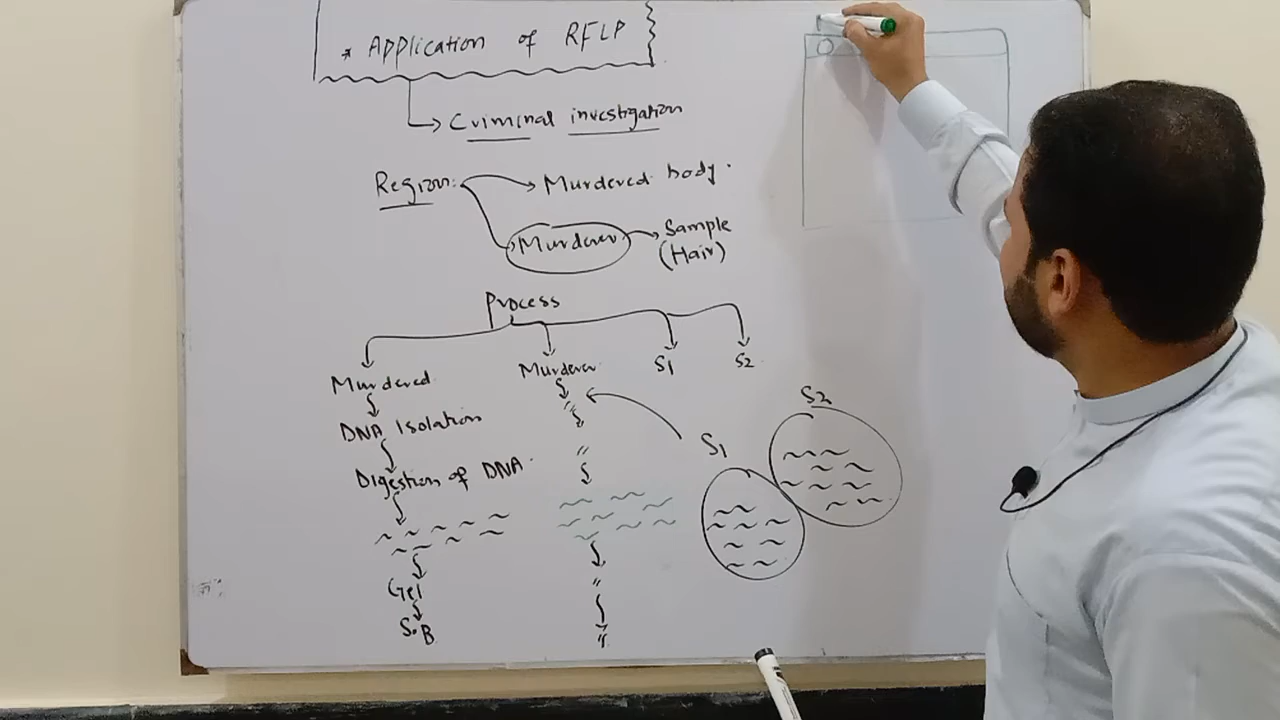 * Application of RFLP
Criminal investigation
Region:
Murdered body.
Murderer
Sample
(Hair)
Process
Murdered
Murderer
S1
S2
DNA Isolation
Digestion of DNA
Gel
S.B
〃
〃
〃
〃
S1
S2